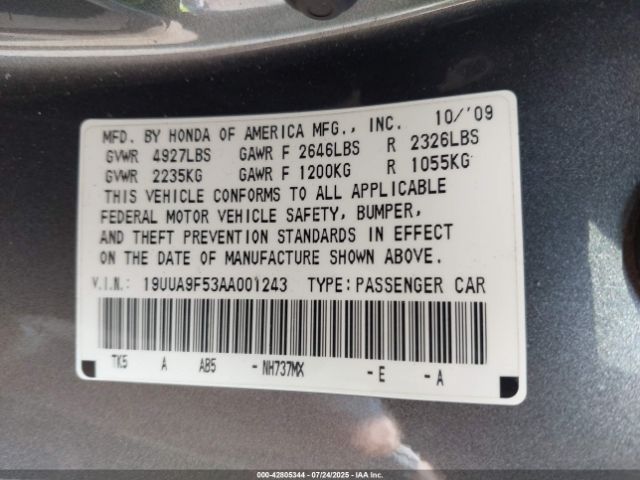 MFD. BY HONDA OF AMERICA MFG., INC. 10/'09
GVWR 4927LBS GAWR F 2646LBS R 2326LBS
GVWR 2235KG GAWR F 1200KG R 1055KG
THIS VEHICLE CONFORMS TO ALL APPLICABLE
FEDERAL MOTOR VEHICLE SAFETY, BUMPER,
AND THEFT PREVENTION STANDARDS IN EFFECT
ON THE DATE OF MANUFACTURE SHOWN ABOVE.
V.I.N.: 19UUA9F53AA001243 TYPE: PASSENGER CAR
TK5 A AB5 - NH737MX - E - A
000-42805344 | 07/24/2025 | IAA Inc.